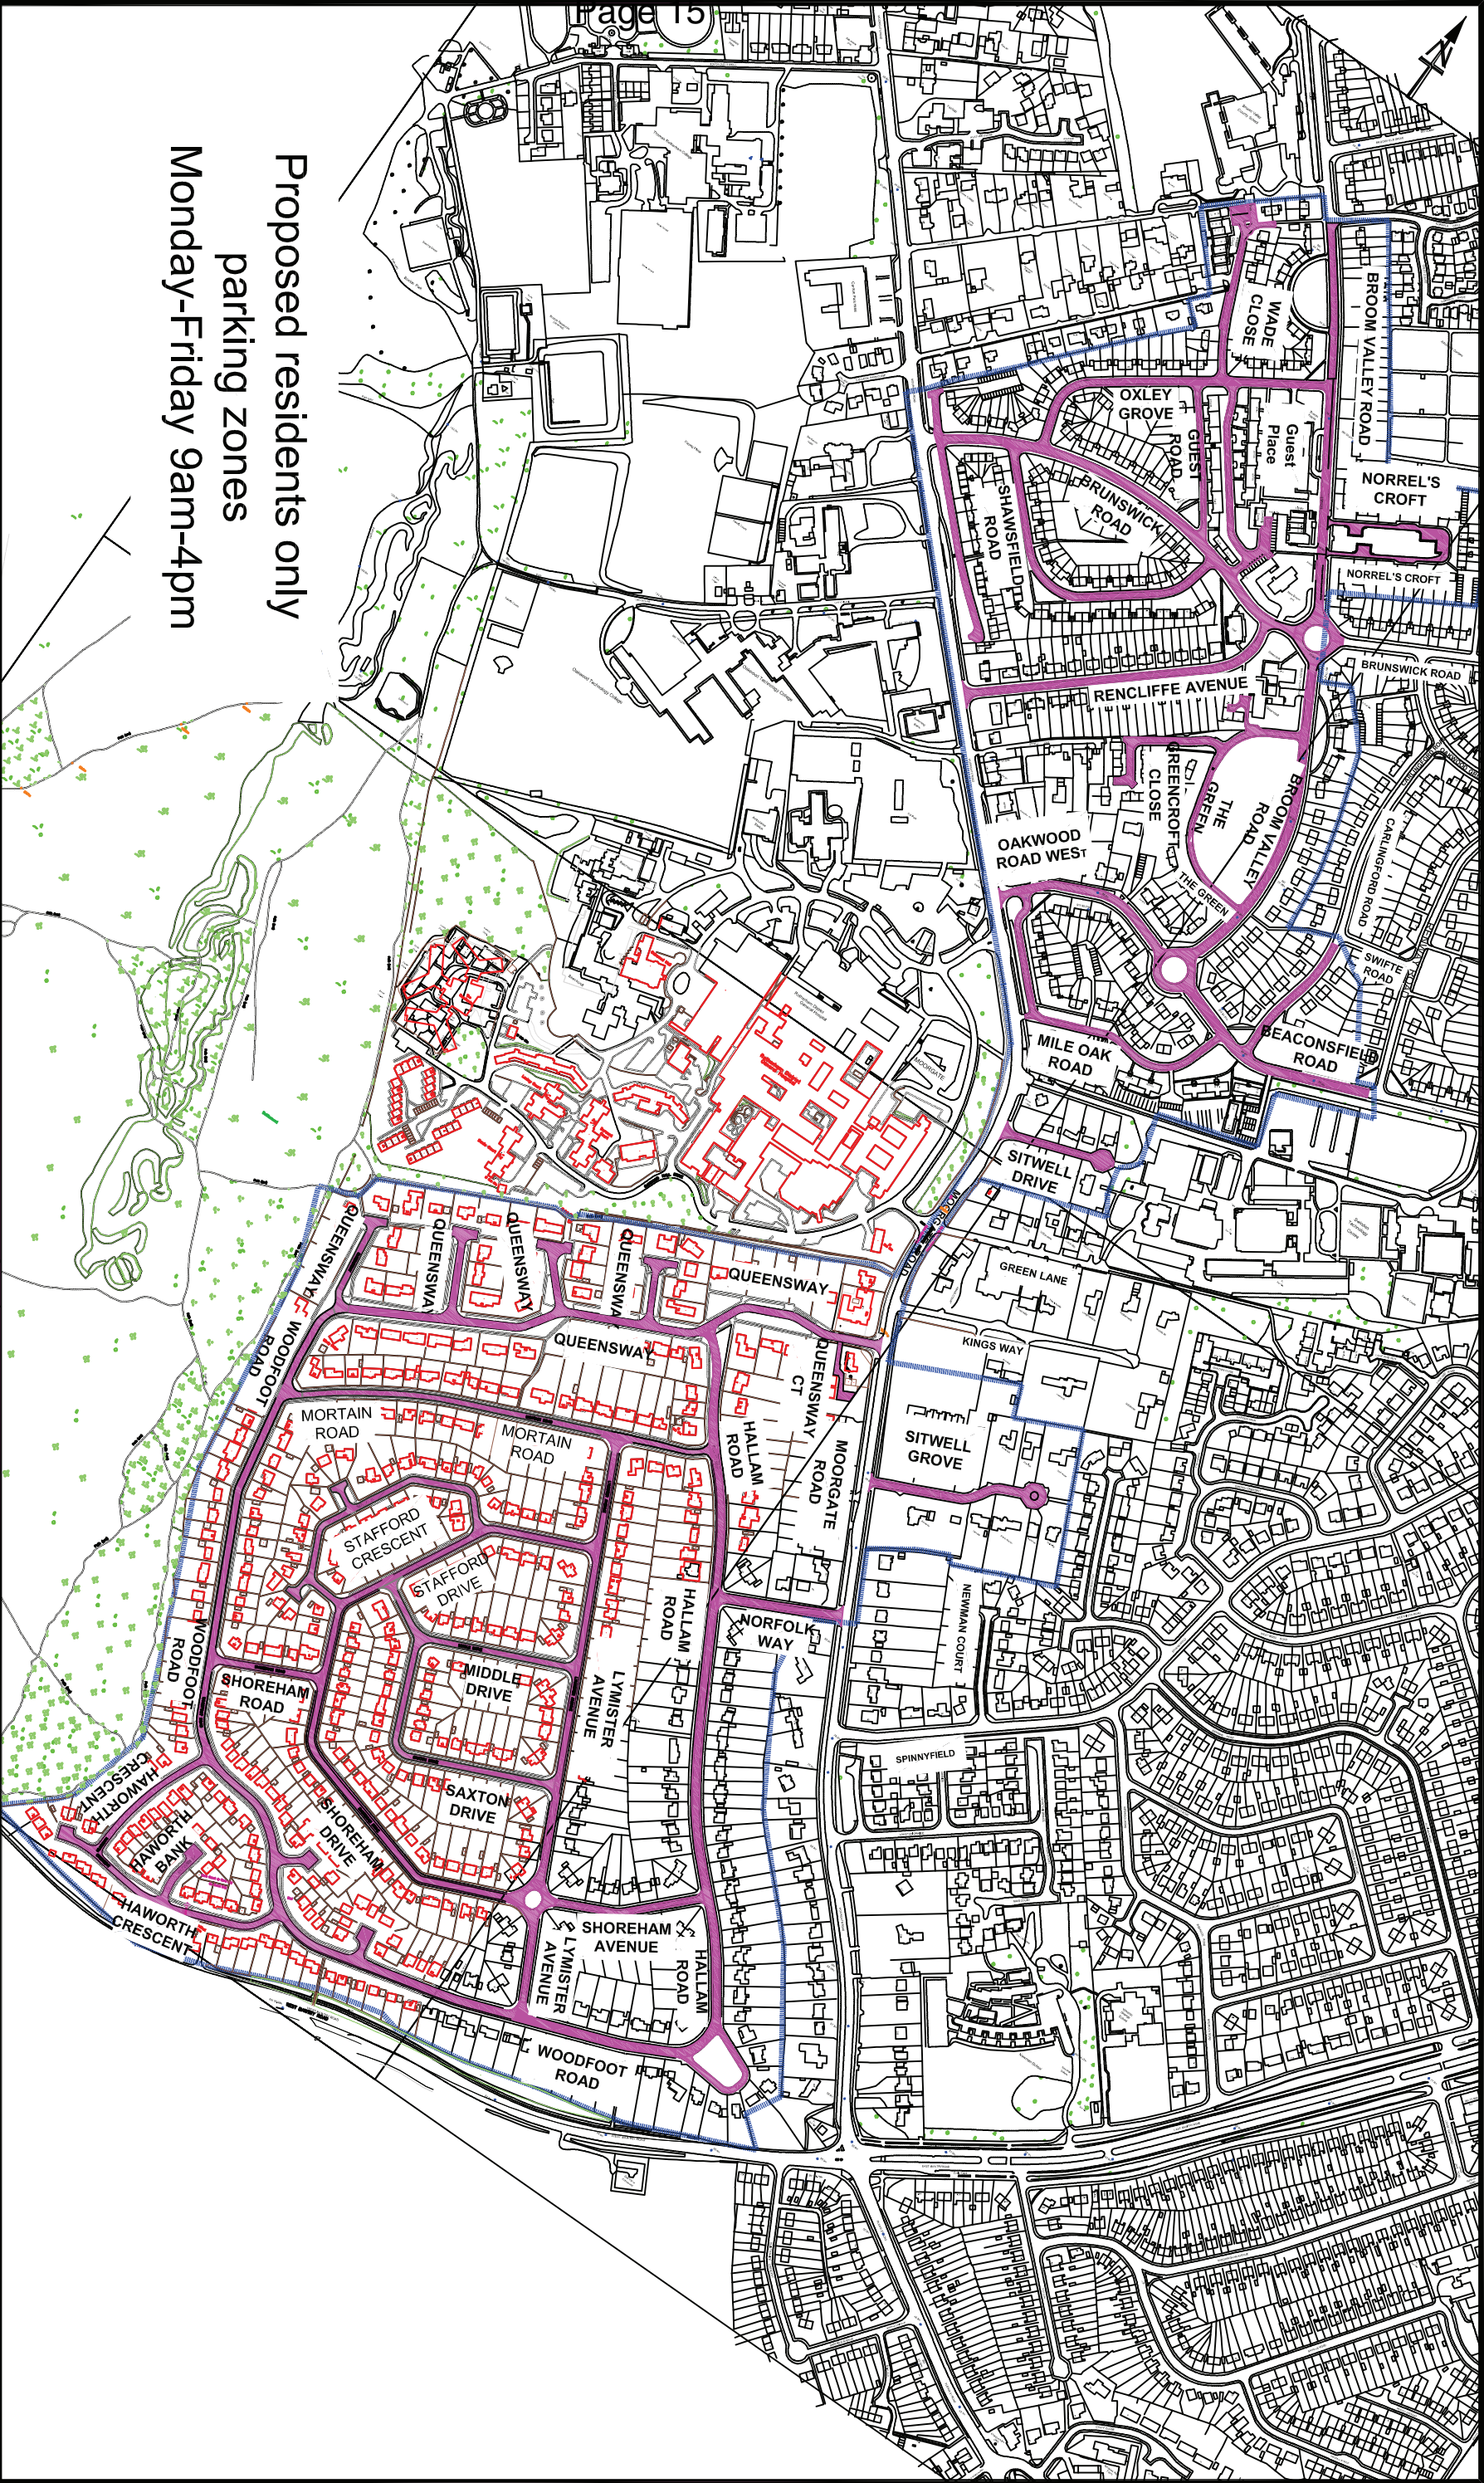 Page 15
N
Proposed residents only
parking zones
Monday-Friday 9am-4pm
BROOM VALLEY ROAD
WADE
CLOSE
OXLEY
GROVE
GUEST
ROAD
Guest
Place
NORREL'S
CROFT
NORREL'S CROFT
BRUNSWICK
ROAD
SHAWSFIELD
ROAD
BRUNSWICK ROAD
RENCLIFFE AVENUE
GREENCROFT
CLOSE
THE
GREEN
BROOM VALLEY
ROAD
THE GREEN
CARLINGFORD ROAD
OAKWOOD
ROAD WEST
SWIFTE
ROAD
BEACONSFIELD
ROAD
MILE OAK
ROAD
MOORGATE
SITWELL
DRIVE
GREEN LANE
KINGS WAY
QUEENSWAY
QUEENSWAY
QUEENSWAY
QUEENSWA
QUEENSWAY
QUEENSWAY
QUEENSWAY
CT
WOODFOOT
ROAD
MORTAIN
ROAD
MORTAIN
ROAD
HALLAM
ROAD
MOORGATE
ROAD
SITWELL
GROVE
STAFFORD
CRESCENT
STAFFORD
DRIVE
HALLAM
ROAD
NORFOLK
WAY
NEWMAN COURT
WOODFOOT
ROAD
SHOREHAM
ROAD
MIDDLE
DRIVE
LYMISTER
AVENUE
SPINNYFIELD
SAXTON
DRIVE
SHOREHAM
DRIVE
HAWORTH
CRESCENT
HAWORTH
BANK
HAWORTH
CRESCENT
SHOREHAM
AVENUE
LYMISTER
AVENUE
HALLAM
ROAD
WOODFOOT
ROAD